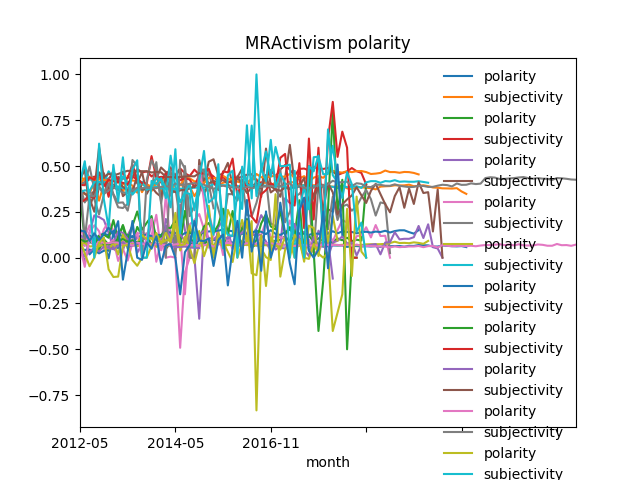 MRActivism polarity
1.00
0.75
0.50
0.25
0.00
−0.25
−0.50
−0.75
2012-05
2014-05
2016-11
month
polarity
subjectivity
polarity
subjectivity
polarity
subjectivity
polarity
subjectivity
polarity
subjectivity
polarity
subjectivity
polarity
subjectivity
polarity
subjectivity
polarity
subjectivity
polarity
subjectivity